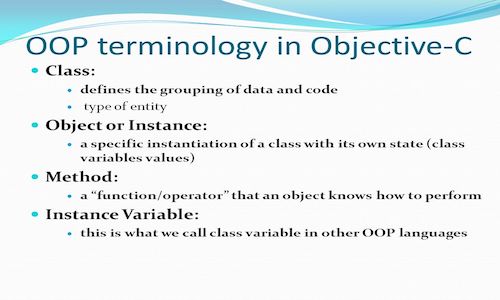 OOP terminology in Objective-C
• Class:
• defines the grouping of data and code
• type of entity
• Object or Instance:
• a specific instantiation of a class with its own state (class
variables values)
• Method:
• a “function/operator” that an object knows how to perform
• Instance Variable:
• this is what we call class variable in other OOP languages